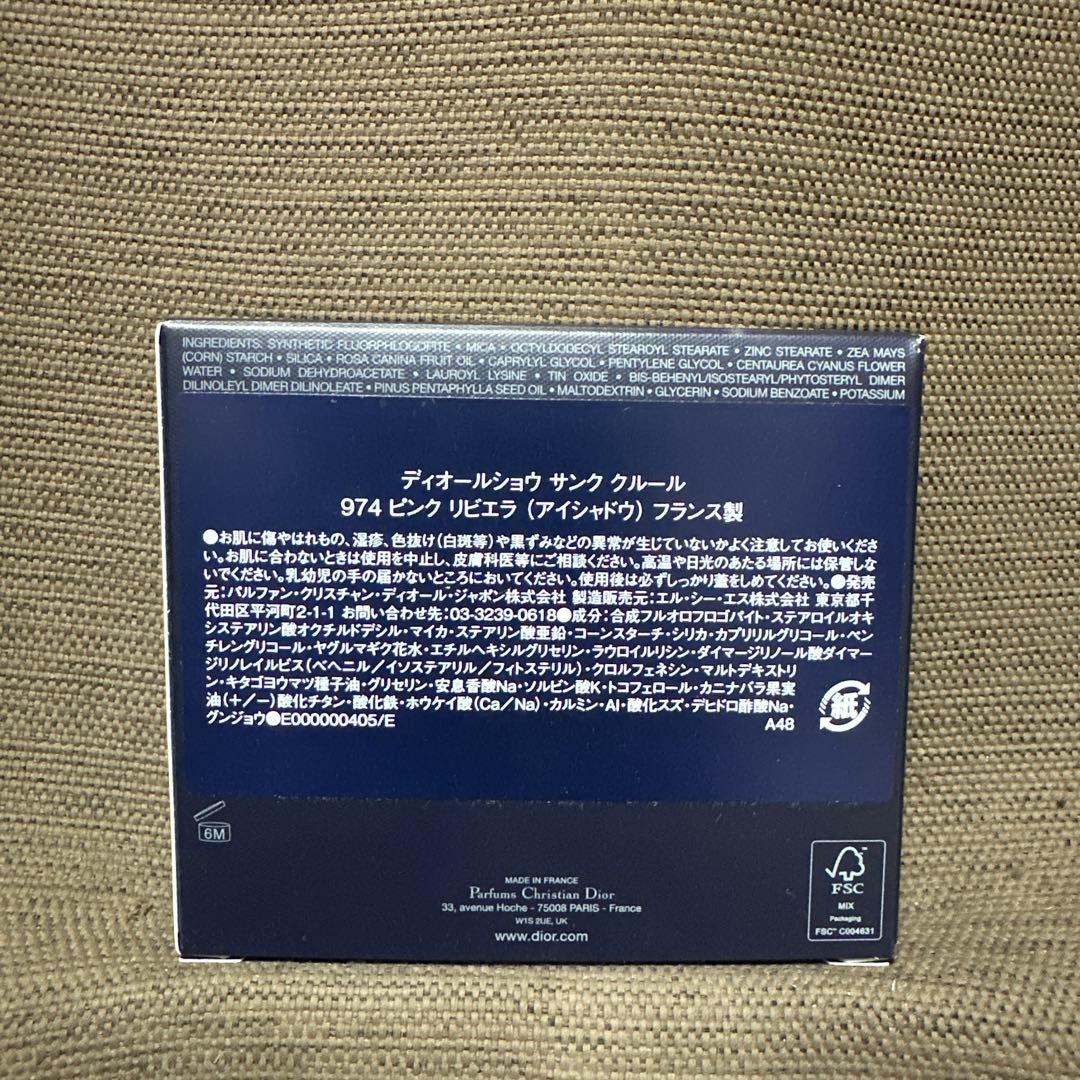 INGREDIENTS: SYNTHETIC FLUORPHLOGOPITE • MICA • OCTYLDODECYL STEAROYL STEARATE • ZINC STEARATE • ZEA MAYS
(CORN) STARCH • SILICA • ROSA CANINA FRUIT OIL • CAPRYLYL GLYCOL • PENTYLENE GLYCOL • CENTAUREA CYANUS FLOWER
WATER • SODIUM DEHYDROACETATE • LAUROYL LYSINE • TIN OXIDE • BIS-BEHENYL/ISOSTEARYL/PHYTOSTERYL DIMER
DILINOLEYL DIMER DILINOLEATE • PINUS PENTAPHYLLA SEED OIL • MALTODEXTRIN • GLYCERIN • SODIUM BENZOATE • POTASSIUM
ディオールショウ サンク クルール
974 ピンク リビエラ (アイシャドウ) フランス製
●お肌に傷やはれもの、湿疹、色抜け(白斑等)や黒ずみなどの異常が生じていないかよく注意してお使いくださ
い。お肌に合わないときは使用を中止し、皮膚科医等にご相談ください。高温や日光のあたる場所には保管しな
いでください。乳幼児の手の届かないところにおいてください。使用後は必ずしっかり蓋をしめてください。●発売
元:パルファン・クリスチャン・ディオール・ジャポン株式会社 製造販売元:エル・シー・エス株式会社 東京都千
代田区平河町2-1-1 お問い合わせ先:03-3239-0618●成分:合成フルオロフロゴパイト・ステアロイルオキ
システアリン酸オクチルドデシル・マイカ・ステアリン酸亜鉛・コーンスターチ・シリカ・カプリリルグリコール・ペン
チレングリコール・ヤグルマギク花水・エチルヘキシルグリセリン・ラウロイルリシン・ダイマージリノール酸ダイマー
ジリノレイルビス(ベヘニル/イソステアリル/フィトステリル)・クロルフェネシン・マルトデキストリ
ン・キタゴヨウマツ種子油・グリセリン・安息香酸Na・ソルビン酸K・トコフェロール・カニナバラ果実
油(+/−)酸化チタン・酸化鉄・ホウケイ酸(Ca/Na)・カルミン・Al・酸化スズ・デヒドロ酢酸Na・
グンジョウ●E000000405/E
A48
紙
6M
MADE IN FRANCE
Parfums Christian Dior
33, avenue Hoche - 75008 PARIS - France
W1S 2UE, UK
www.dior.com
FSC
MIX
Packaging
FSC™ C004631